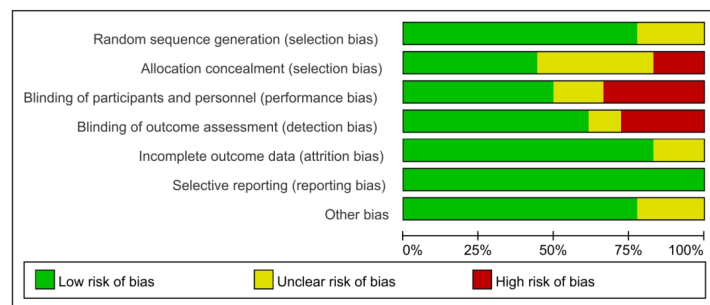 Random sequence generation (selection bias)
Allocation concealment (selection bias)
Blinding of participants and personnel (performance bias)
Blinding of outcome assessment (detection bias)
Incomplete outcome data (attrition bias)
Selective reporting (reporting bias)
Other bias
0% 25% 50% 75% 100%
Low risk of bias Unclear risk of bias High risk of bias